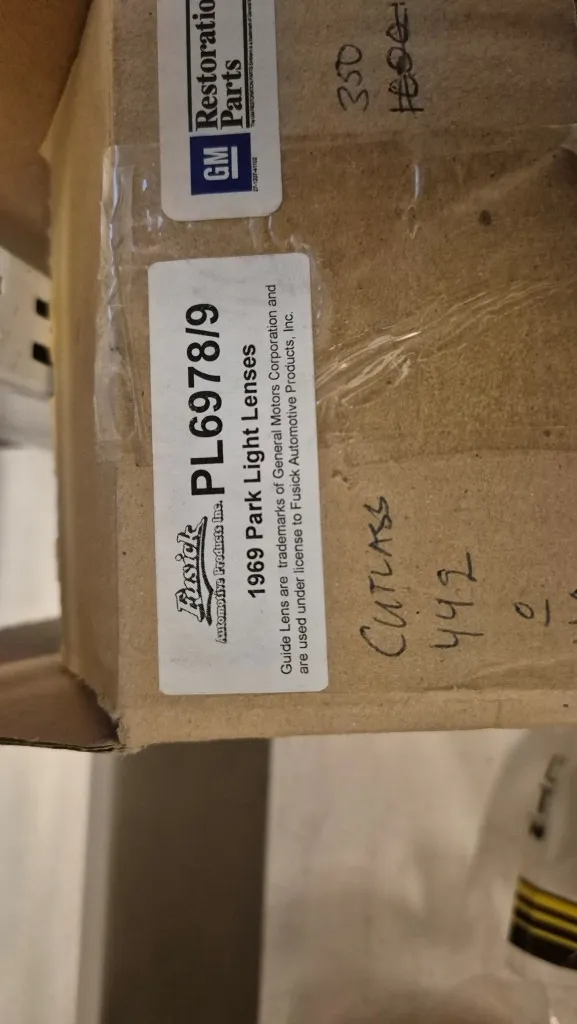 GM Restoratio
Parts
Fusick
Automotive Products Inc.
PL6978/9
1969 Park Light Lenses
Guide Lens are trademarks of General Motors Corporation and
are used under license to Fusick Automotive Products, Inc.
350
CUTLASS
442